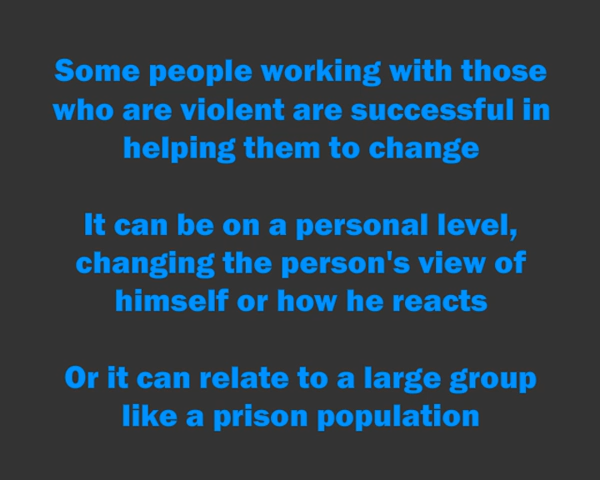 Some people working with those
who are violent are successful in
helping them to change
It can be on a personal level,
changing the person's view of
himself or how he reacts
Or it can relate to a large group
like a prison population